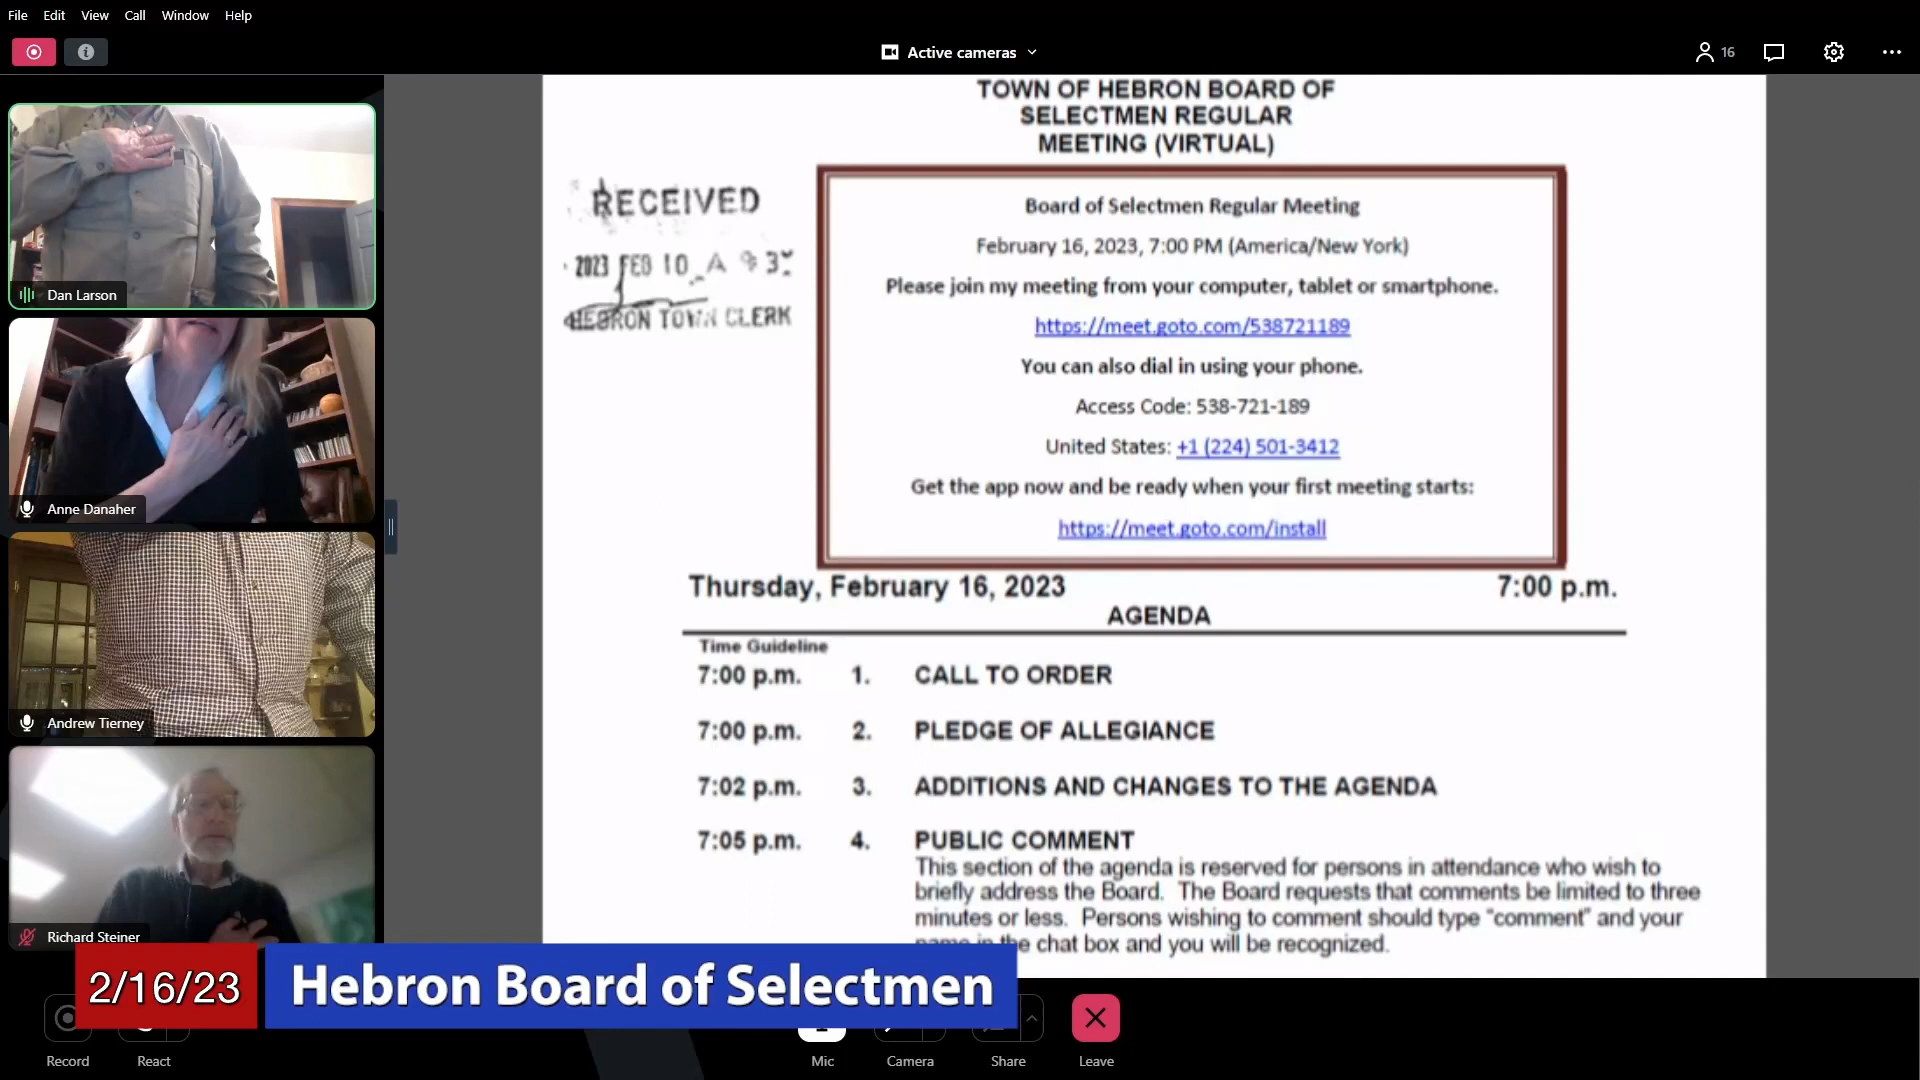 File Edit View Call Window Help
Active cameras
16
Dan Larson
Anne Danaher
Andrew Tierney
Richard Steiner
TOWN OF HEBRON BOARD OF
SELECTMEN REGULAR
MEETING (VIRTUAL)
RECEIVED
2023 FEB 10 A 9
HEBRON TOWN CLERK
Board of Selectmen Regular Meeting
February 16, 2023, 7:00 PM (America/New York)
Please join my meeting from your computer, tablet or smartphone.
https://meet.goto.com/538721189
You can also dial in using your phone.
Access Code: 538-721-189
United States: +1 (224) 501-3412
Get the app now and be ready when your first meeting starts:
https://meet.goto.com/install
Thursday, February 16, 2023 7:00 p.m.
AGENDA
Time Guideline
7:00 p.m. 1. CALL TO ORDER
7:00 p.m. 2. PLEDGE OF ALLEGIANCE
7:02 p.m. 3. ADDITIONS AND CHANGES TO THE AGENDA
7:05 p.m. 4. PUBLIC COMMENT
This section of the agenda is reserved for persons in attendance who wish to
briefly address the Board. The Board requests that comments be limited to three
minutes or less. Persons wishing to comment should type "comment" and your
name in the chat box and you will be recognized.
2/16/23 Hebron Board of Selectmen
Record React Mic Camera Share Leave